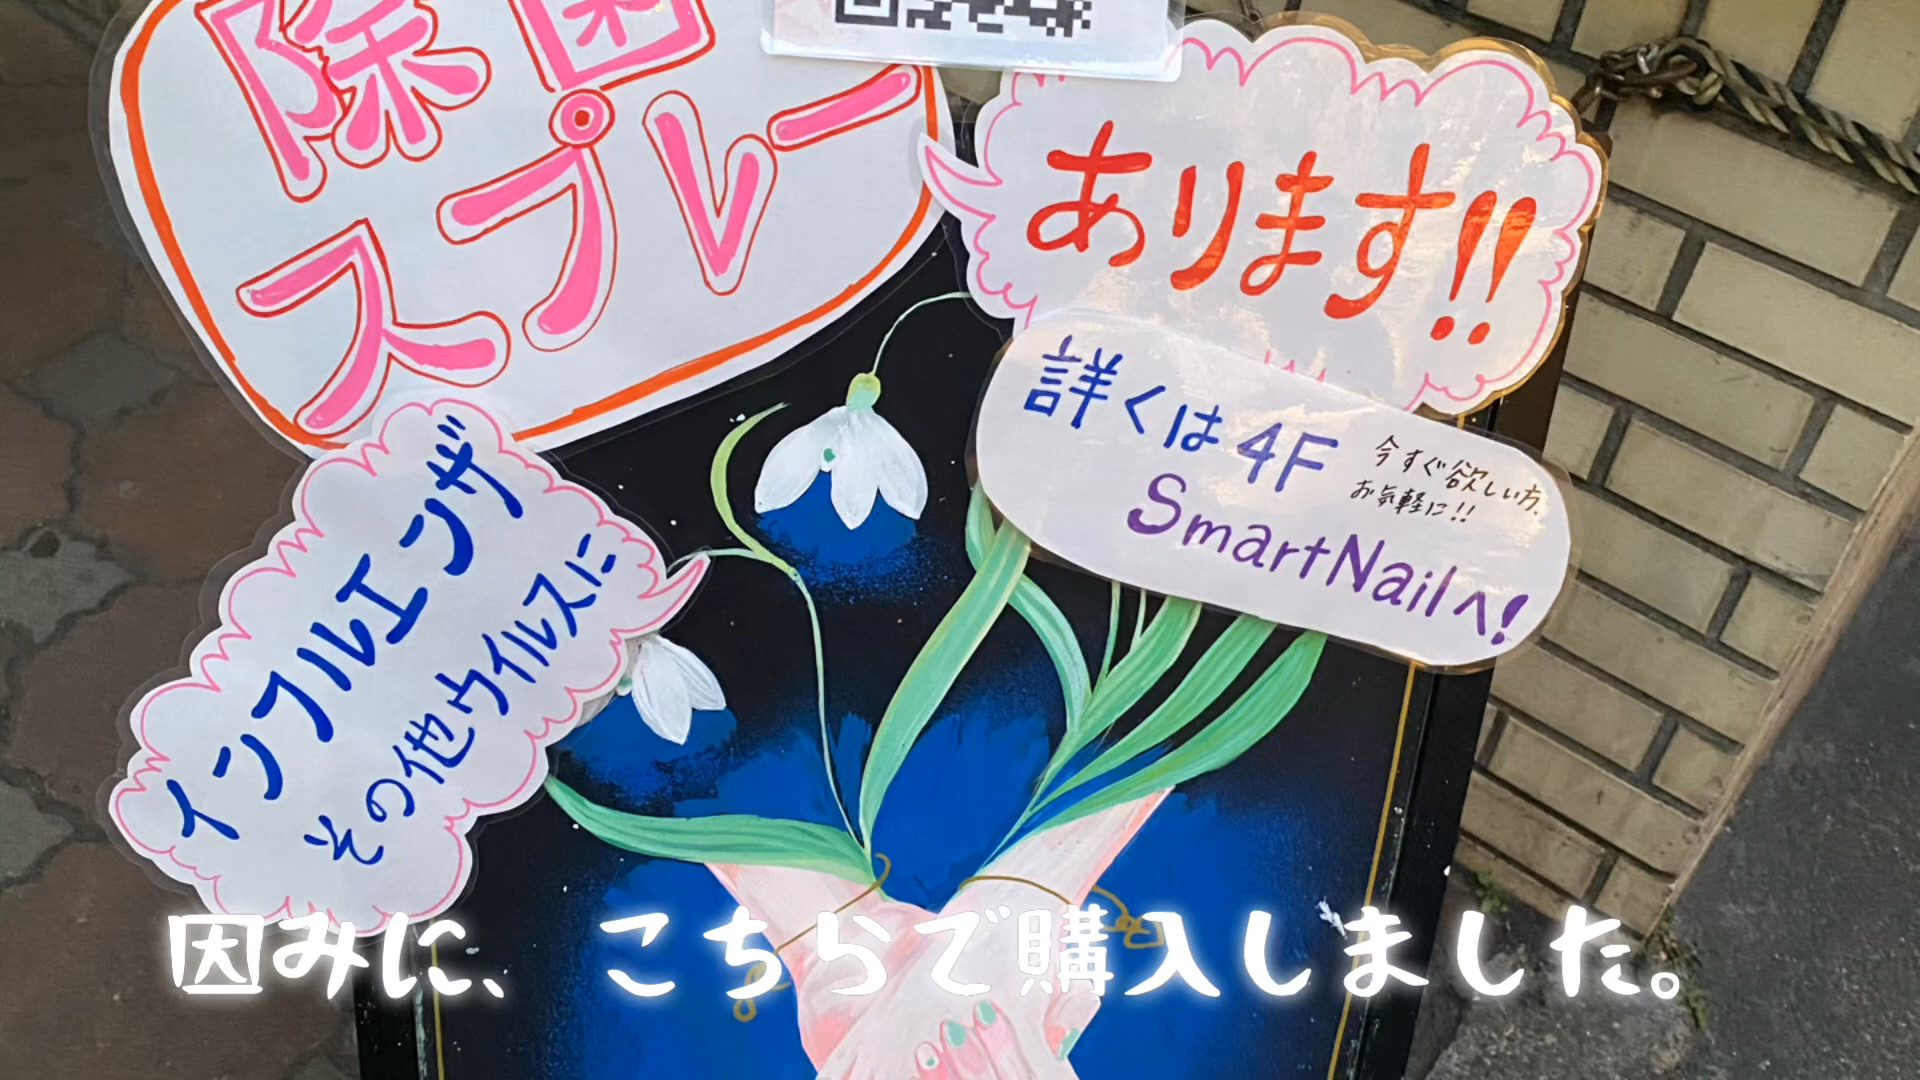 除菌
スプレー
あります!!
詳くは4F
今すぐ欲しい方、
お気軽に!!
SmartNailへ!
インフルエンザ
その他ウイルスに
因みに、こちらで購入しました。